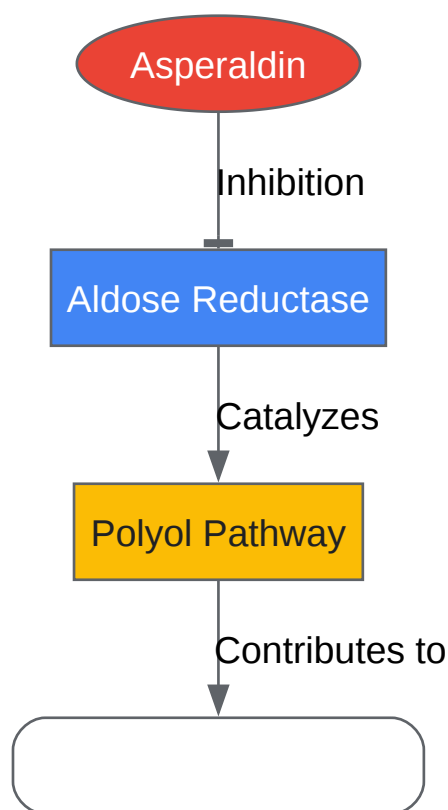 Asperaldin
Inhibition
Aldose Reductase
Catalyzes
Polyol Pathway
Contributes to